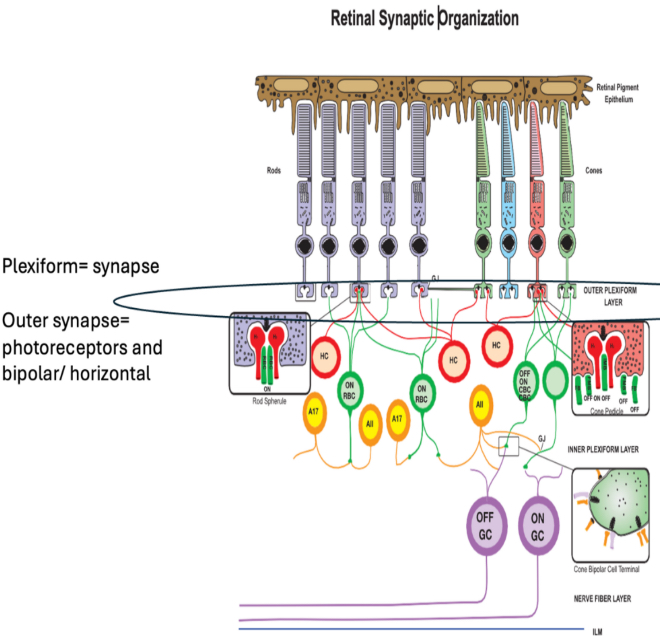 Retinal Synaptic Organization
Retinal Pigment
Epithelium
Rods
Cones
Plexiform= synapse
GJ
OUTER PLEXIFORM
LAYER
Outer synapse=
photoreceptors and
bipolar/ horizontal
HC
HC
HC
ON
Rod Spherule
ON
RBC
ON
RBC
OFF
ON
CBC
CBC
OFF ON OFF
OFF
OFF
Cone Pedicle
A17
AII
A17
AII
GJ
INNER PLEXIFORM LAYER
OFF
GC
ON
GC
Cone Bipolar Cell Terminal
NERVE FIBER LAYER
ILM